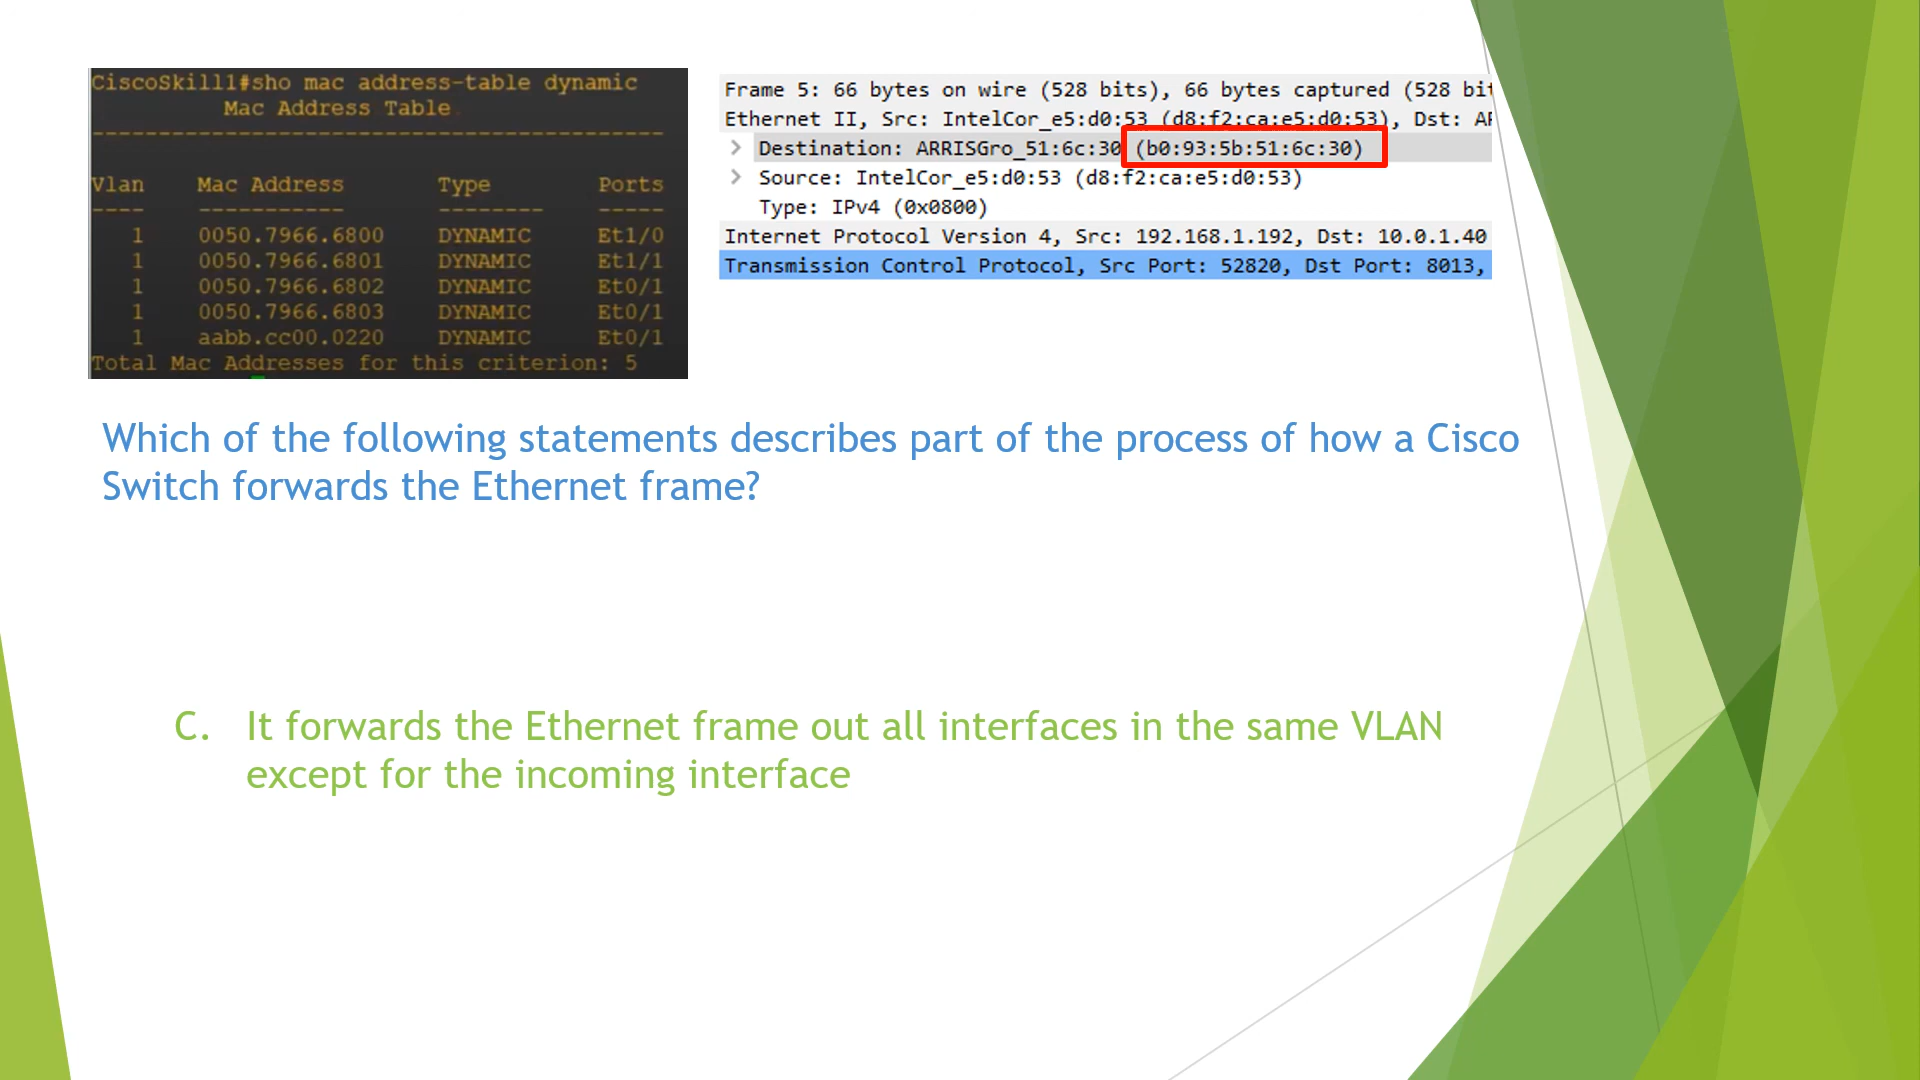 CiscoSkill1#sho mac address-table dynamic
Mac Address Table
-------------------------------------------
Vlan Mac Address Type Ports
---- ----------- -------- -----
1 0050.7966.6800 DYNAMIC Et1/0
1 0050.7966.6801 DYNAMIC Et1/1
1 0050.7966.6802 DYNAMIC Et0/1
1 0050.7966.6803 DYNAMIC Et0/1
1 aabb.cc00.0220 DYNAMIC Et0/1
Total Mac Addresses for this criterion: 5
Frame 5: 66 bytes on wire (528 bits), 66 bytes captured (528 bit
Ethernet II, Src: IntelCor_e5:d0:53 (d8:f2:ca:e5:d0:53), Dst: AR
Destination: ARRISGro_51:6c:30 (b0:93:5b:51:6c:30)
Source: IntelCor_e5:d0:53 (d8:f2:ca:e5:d0:53)
Type: IPv4 (0x0800)
Internet Protocol Version 4, Src: 192.168.1.192, Dst: 10.0.1.40
Transmission Control Protocol, Src Port: 52820, Dst Port: 8013,
Which of the following statements describes part of the process of how a Cisco
Switch forwards the Ethernet frame?
C. It forwards the Ethernet frame out all interfaces in the same VLAN
except for the incoming interface